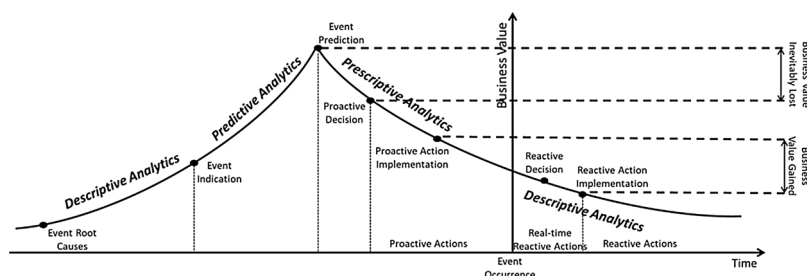 Event
Prediction
Business Value
Business Value
Inevitably Lost
Predictive Analytics
Prescriptive Analytics
Proactive
Decision
Descriptive Analytics
Event
Indication
Proactive Action
Implementation
Reactive
Decision
Reactive Action
Implementation
Business
Value Gained
Descriptive Analytics
Event Root
Causes
Proactive Actions
Real-time
Reactive Actions
Reactive Actions
Time
Event
Occurrence